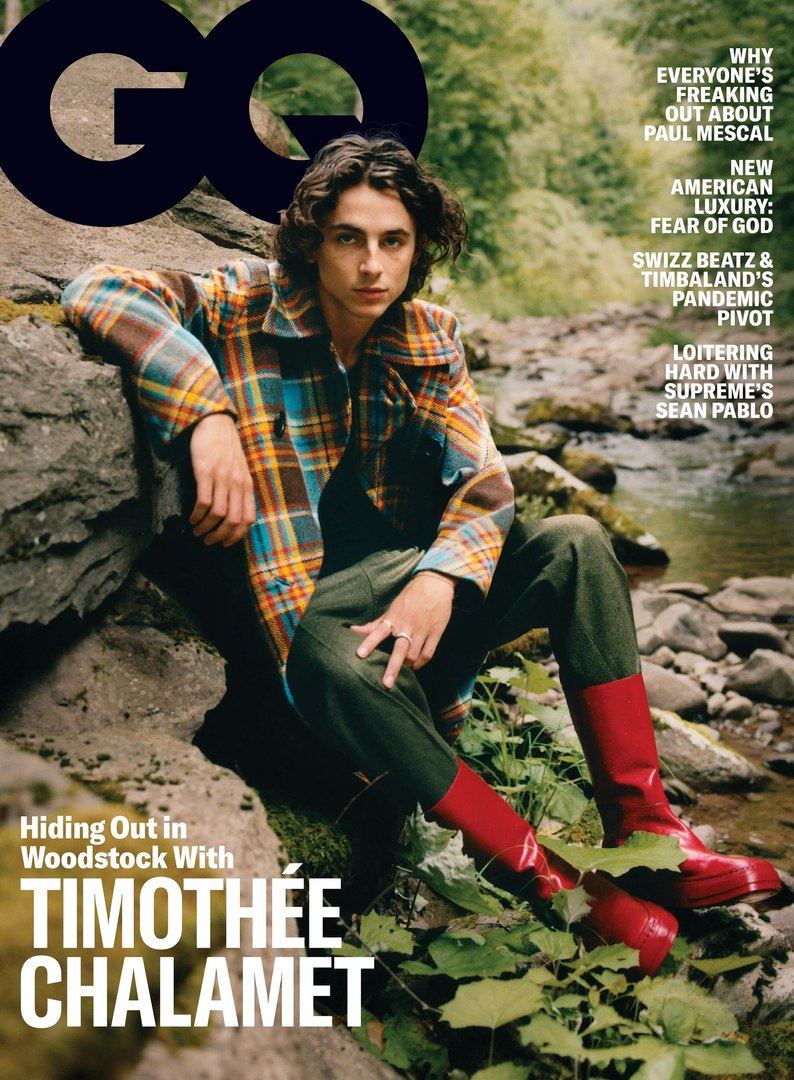 GQ
WHY
EVERYONE'S
FREAKING
OUT ABOUT
PAUL MESCAL
NEW
AMERICAN
LUXURY:
FEAR OF GOD
SWIZZ BEATZ &
TIMBALAND'S
PANDEMIC
PIVOT
LOITERING
HARD WITH
SUPREME'S
SEAN PABLO
Hiding Out in
Woodstock With
TIMOTHÉE
CHALAMET